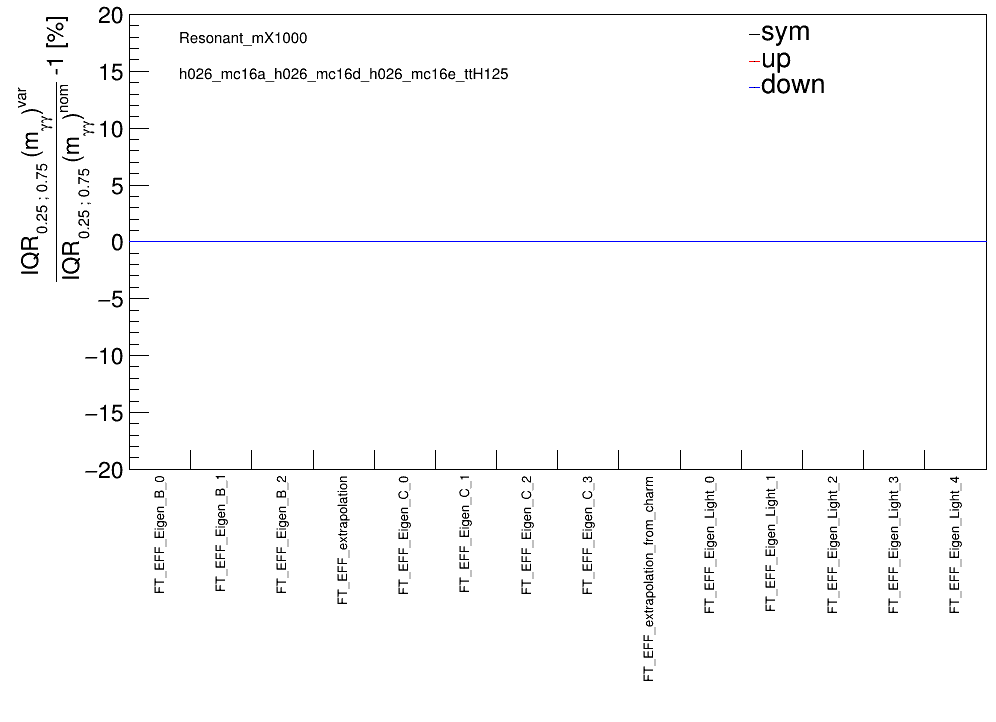 IQR0.25 ; 0.75 (mγγ)var
IQR0.25 ; 0.75 (mγγ)nom -1 [%]
Resonant_mX1000
h026_mc16a_h026_mc16d_h026_mc16e_ttH125
sym
up
down
20
15
10
5
0
−5
−10
−15
−20
FT_EFF_Eigen_B_0
FT_EFF_Eigen_B_1
FT_EFF_Eigen_B_2
FT_EFF_extrapolation
FT_EFF_Eigen_C_0
FT_EFF_Eigen_C_1
FT_EFF_Eigen_C_2
FT_EFF_Eigen_C_3
FT_EFF_extrapolation_from_charm
FT_EFF_Eigen_Light_0
FT_EFF_Eigen_Light_1
FT_EFF_Eigen_Light_2
FT_EFF_Eigen_Light_3
FT_EFF_Eigen_Light_4